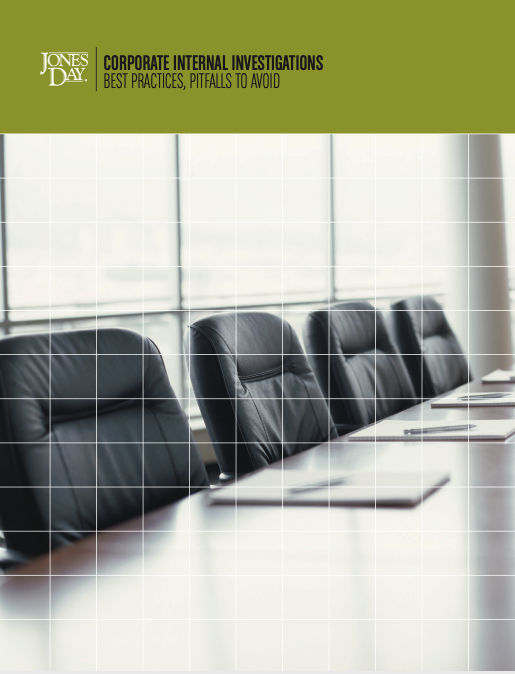 JONES
DAY.
CORPORATE INTERNAL INVESTIGATIONS
BEST PRACTICES, PITFALLS TO AVOID